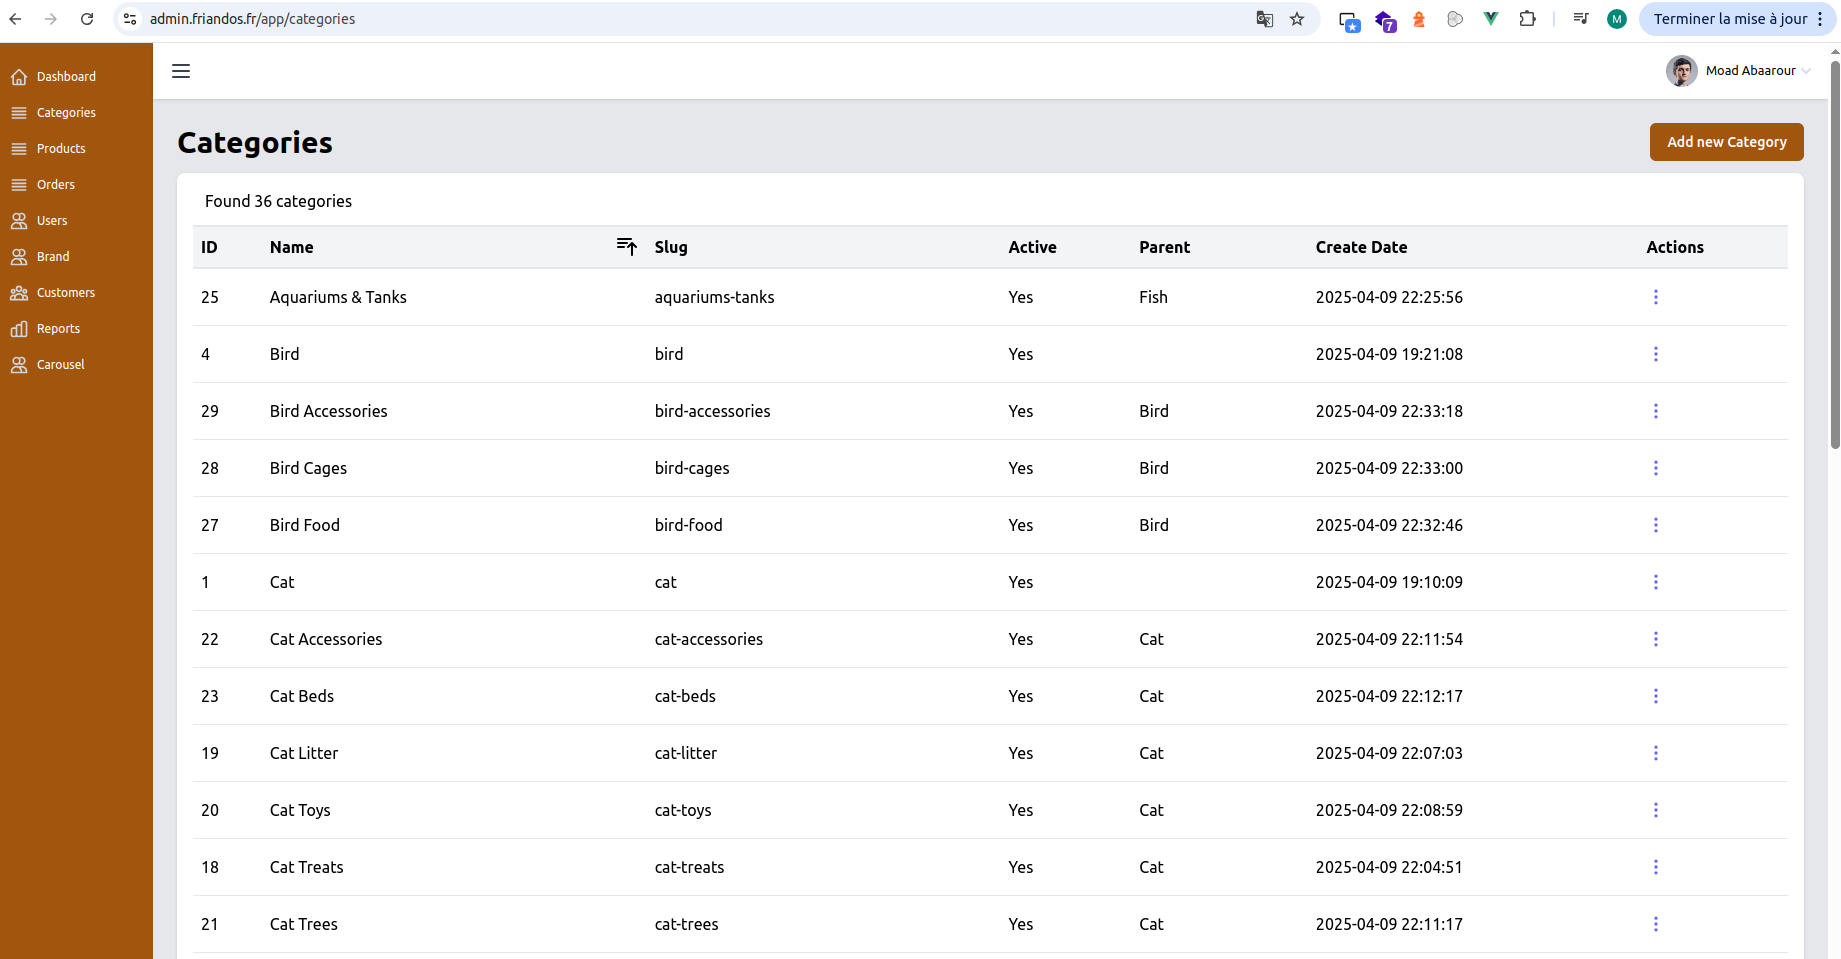 admin.friandos.fr/app/categories
7
M
Terminer la mise à jour
Dashboard
Categories
Products
Orders
Users
Brand
Customers
Reports
Carousel
Moad Abaarour
Categories
Add new Category
Found 36 categories
ID Name Slug Active Parent Create Date Actions
25 Aquariums & Tanks aquariums-tanks Yes Fish 2025-04-09 22:25:56
4 Bird bird Yes 2025-04-09 19:21:08
29 Bird Accessories bird-accessories Yes Bird 2025-04-09 22:33:18
28 Bird Cages bird-cages Yes Bird 2025-04-09 22:33:00
27 Bird Food bird-food Yes Bird 2025-04-09 22:32:46
1 Cat cat Yes 2025-04-09 19:10:09
22 Cat Accessories cat-accessories Yes Cat 2025-04-09 22:11:54
23 Cat Beds cat-beds Yes Cat 2025-04-09 22:12:17
19 Cat Litter cat-litter Yes Cat 2025-04-09 22:07:03
20 Cat Toys cat-toys Yes Cat 2025-04-09 22:08:59
18 Cat Treats cat-treats Yes Cat 2025-04-09 22:04:51
21 Cat Trees cat-trees Yes Cat 2025-04-09 22:11:17